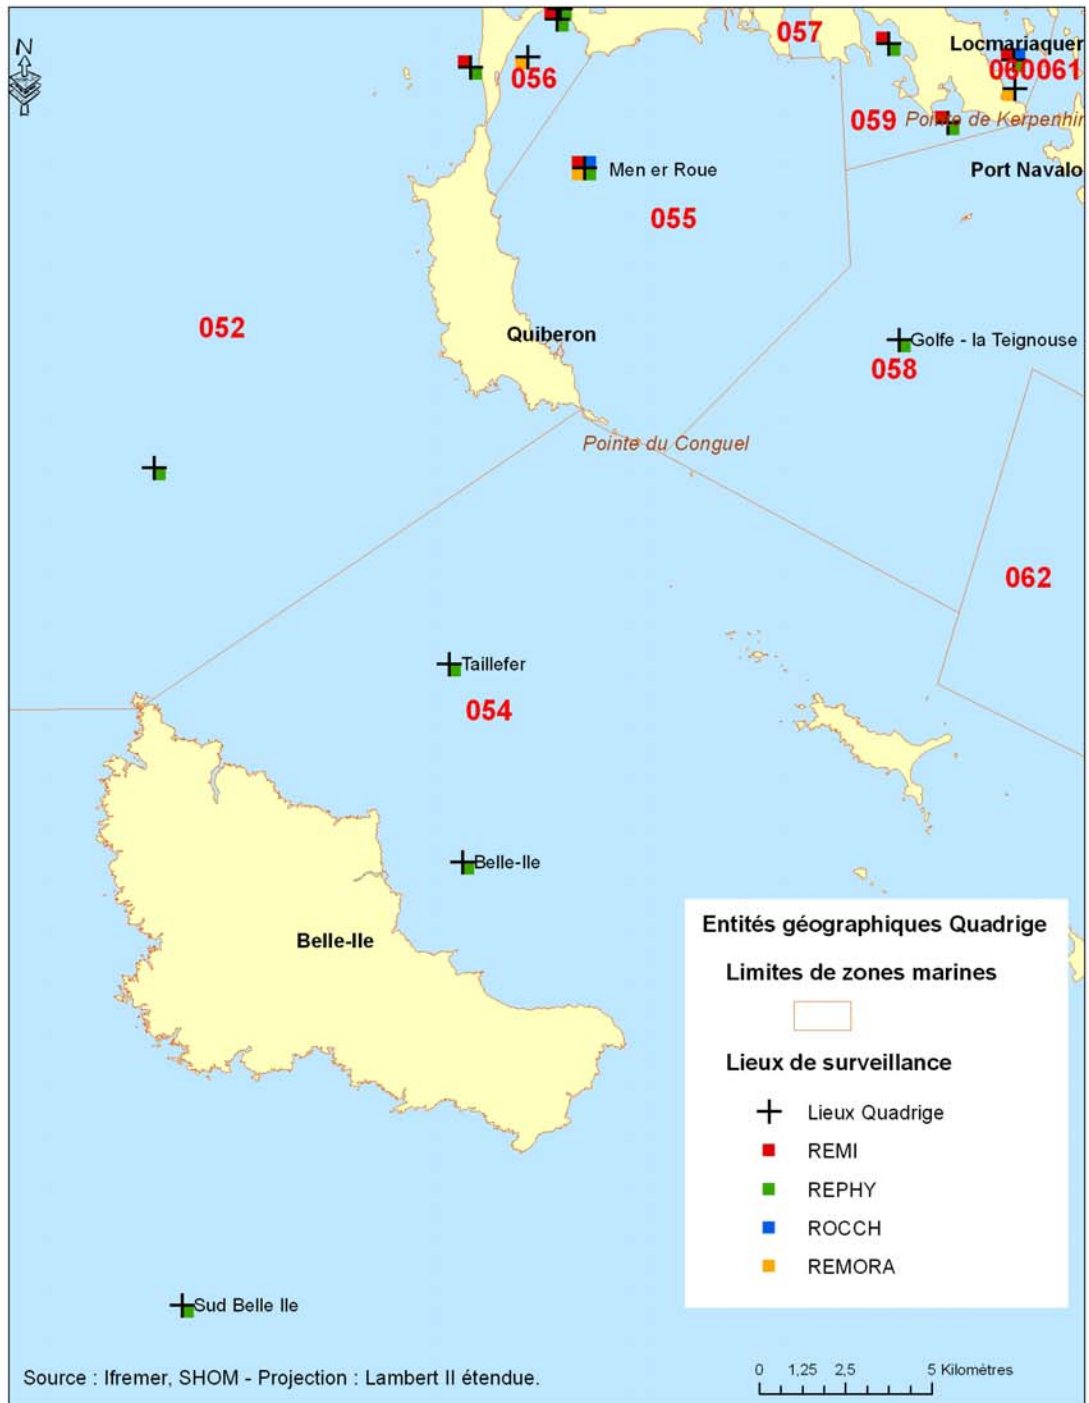 N
057
Locmariaquer
056
060061
059
Pointe de Kerpenhir
Men er Roue
Port Navalo
055
052
Quiberon
Golfe - la Teignouse
058
Pointe du Conguel
062
Taillefer
054
Belle-Ile
Belle-Ile
Entités géographiques Quadrige
Limites de zones marines
Lieux de surveillance
Lieux Quadrige
REMI
REPHY
ROCCH
REMORA
Sud Belle Ile
Source : Ifremer, SHOM - Projection : Lambert II étendue.
0 1,25 2,5 5 Kilomètres